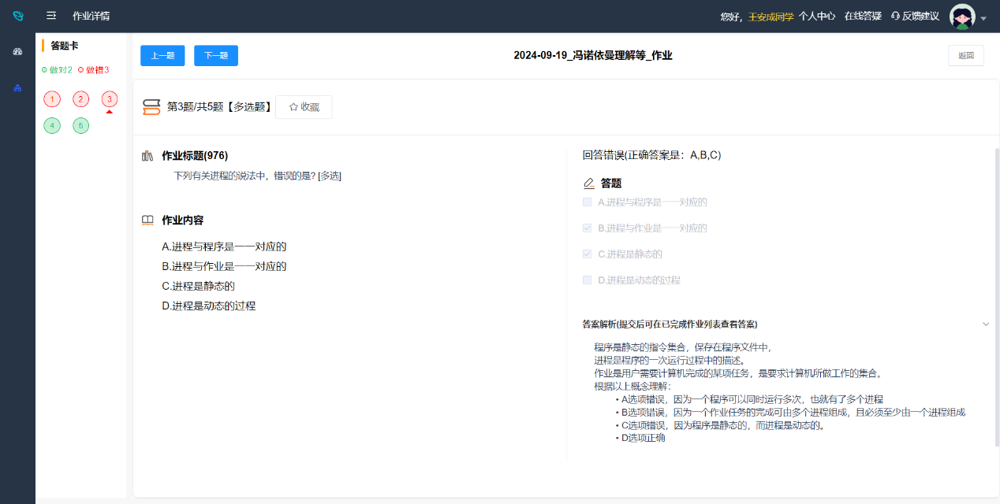 作业详情
您好，王安成同学 个人中心 在线答疑 反馈建议
答题卡
做对2 做错3
1 2 3
4 5
上一题 下一题
2024-09-19_冯诺依曼理解等_作业
返回
第3题/共5题【多选题】 收藏
作业标题(976)
下列有关进程的说法中，错误的是? [多选]
作业内容
A.进程与程序是一一对应的
B.进程与作业是一一对应的
C.进程是静态的
D.进程是动态的过程
回答错误(正确答案是：A,B,C)
答题
A.进程与程序是一一对应的
B.进程与作业是一一对应的
C.进程是静态的
D.进程是动态的过程
答案解析(提交后可在已完成作业列表查看答案)
程序是静态的指令集合，保存在程序文件中，
进程是程序的一次运行过程中的描述。
作业是用户需要计算机完成的某项任务，是要求计算机所做工作的集合。
根据以上概念理解：
• A选项错误，因为一个程序可以同时运行多次，也就有了多个进程
• B选项错误，因为一个作业任务的完成可由多个进程组成，且必须至少由一个进程组成
• C选项错误，因为程序是静态的，而进程是动态的。
• D选项正确